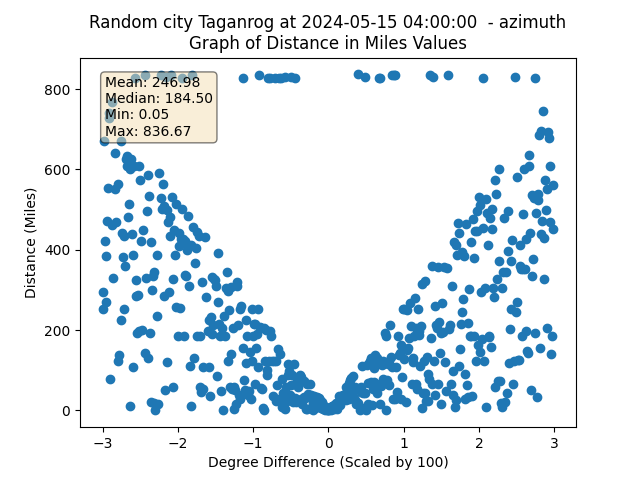 Random city Taganrog at 2024-05-15 04:00:00  - azimuth
Graph of Distance in Miles Values
Mean: 246.98
Median: 184.50
Min: 0.05
Max: 836.67
Distance (Miles)
800
600
400
200
0
−3 −2 −1 0 1 2 3
Degree Difference (Scaled by 100)